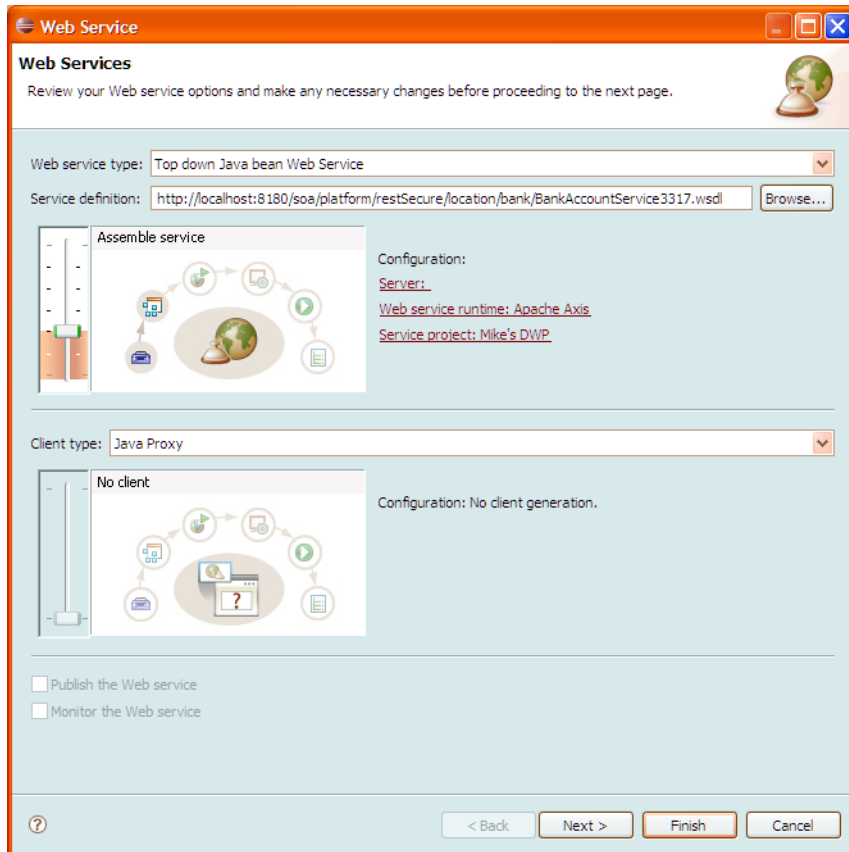 Web Service
Web Services
Review your Web service options and make any necessary changes before proceeding to the next page.
Web service type: Top down Java bean Web Service
Service definition: http://localhost:8180/soa/platform/restSecure/location/bank/BankAccountService3317.wsdl Browse...
Assemble service
Configuration:
Server:
Web service runtime: Apache Axis
Service project: Mike's DWP
Client type: Java Proxy
No client
Configuration: No client generation.
?
Publish the Web service
Monitor the Web service
? < Back Next > Finish Cancel